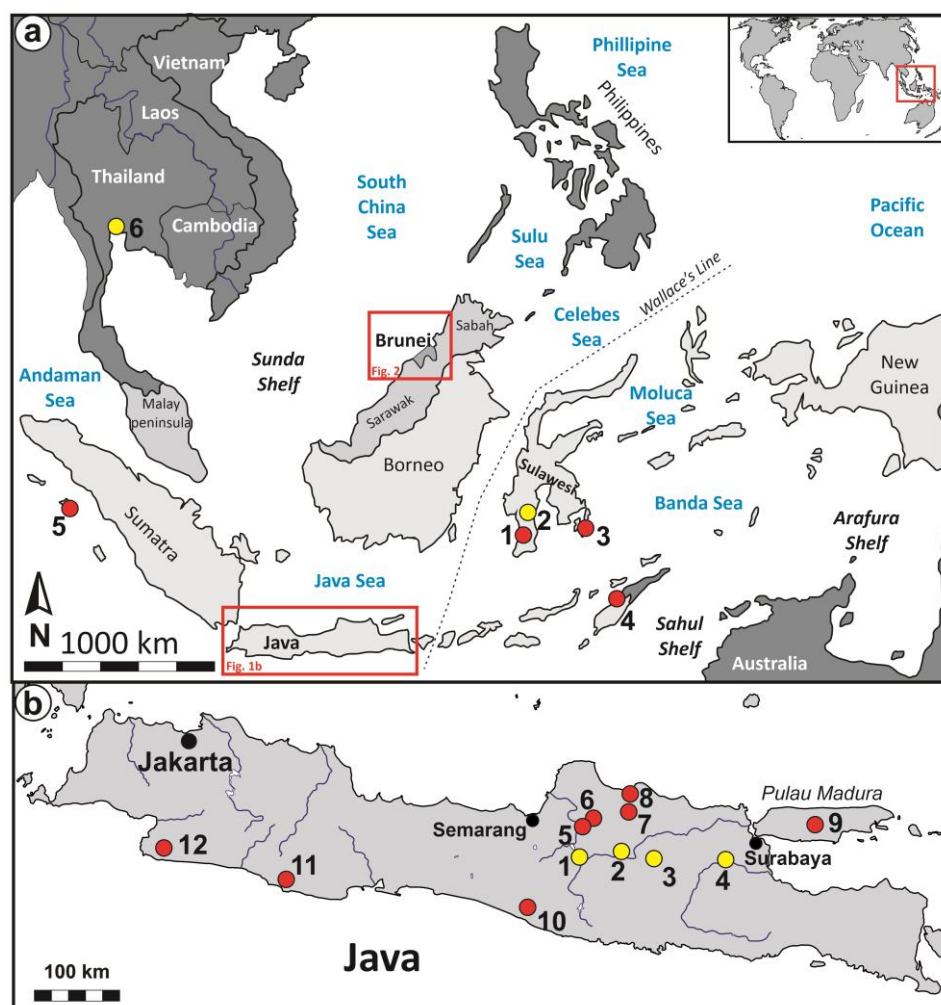 a
Vietnam
Laos
Thailand
Cambodia
6
Phillipine
Sea
Philippines
South
China
Sea
Sulu
Sea
Pacific
Ocean
Wallace's Line
Celebes
Sea
Brunei
Fig. 2
Sabah
Sarawak
Borneo
Sunda
Shelf
Andaman
Sea
Malay
peninsula
Sumatra
5
Moluca
Sea
New
Guinea
Sulawesi
2
1
3
Banda Sea
Arafura
Shelf
Java Sea
4
Sahul
Shelf
Australia
N
1000 km
Java
Fig. 1b
b
Jakarta
Semarang
Pulau Madura
Surabaya
8
6
7
5
9
1
2
3
4
12
11
10
Java
100 km